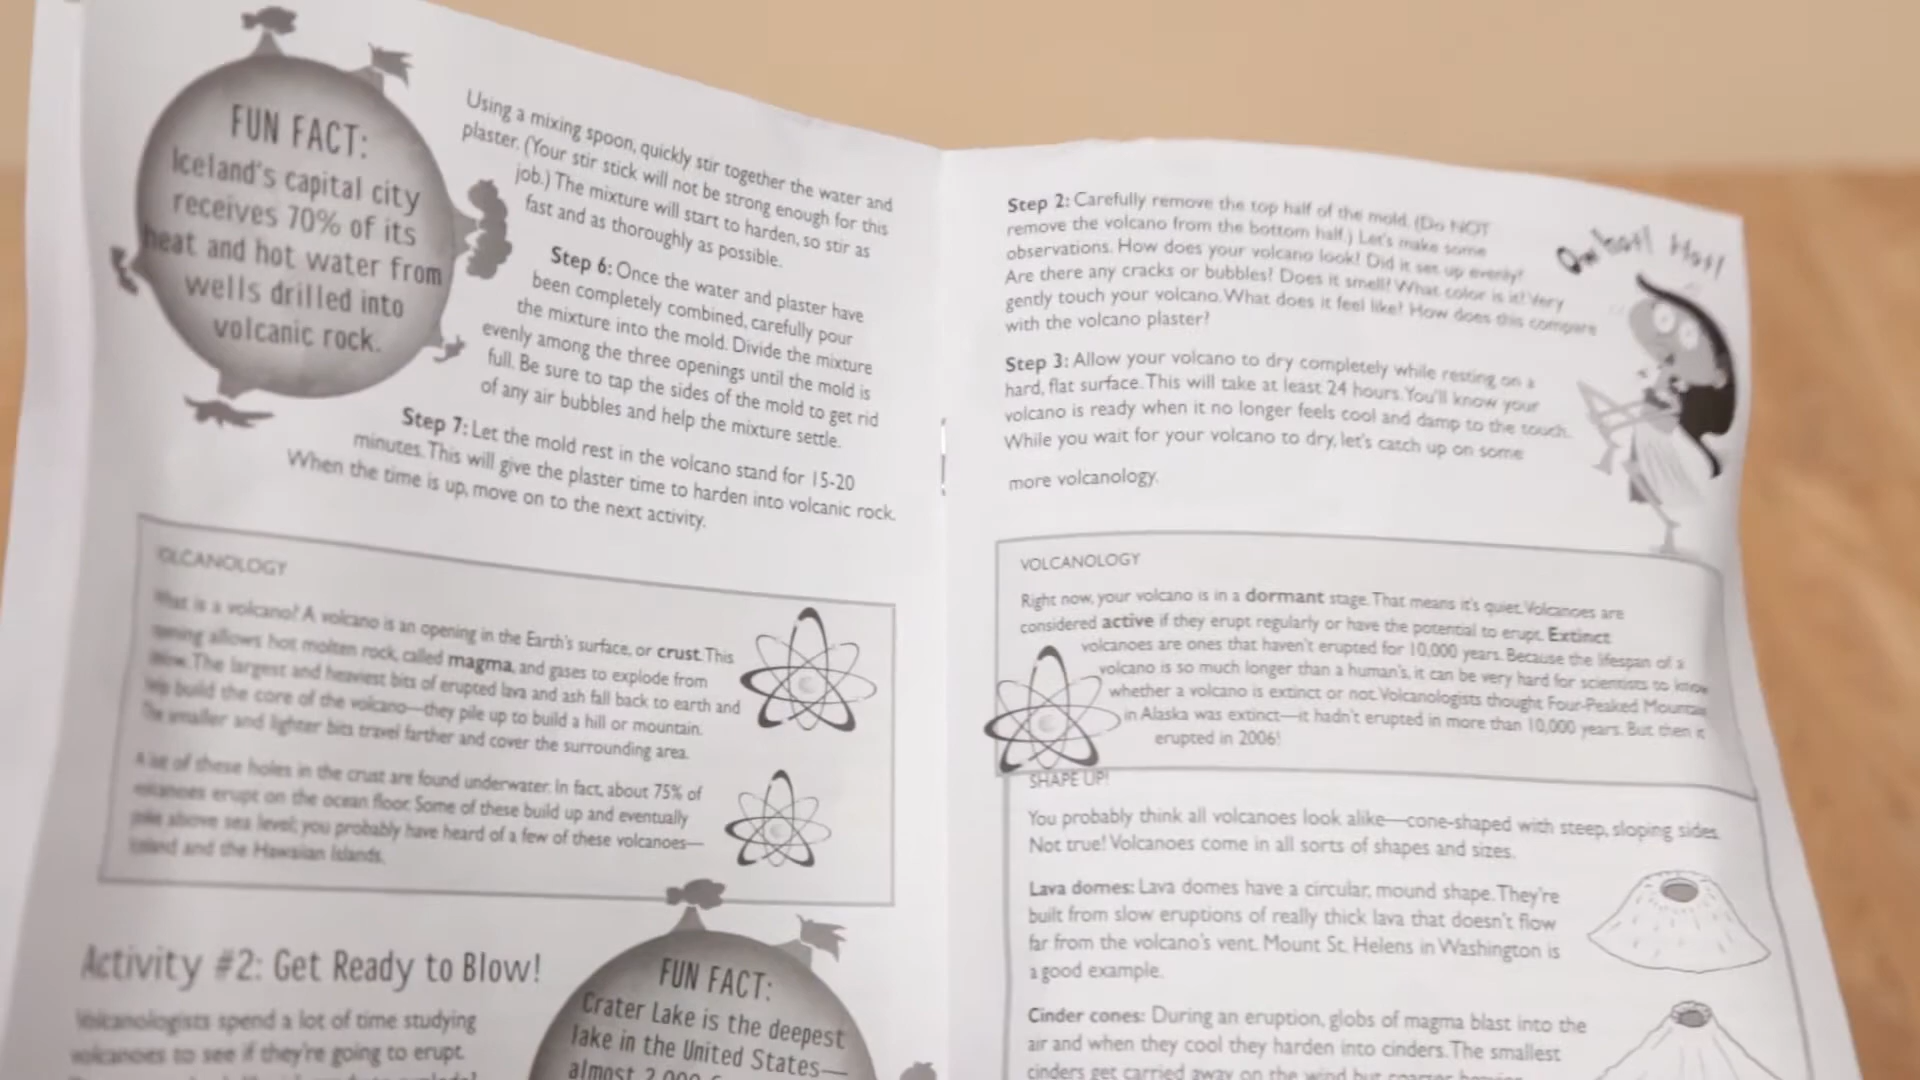 FUN FACT:
Iceland's capital city
receives 70% of its
heat and hot water from
wells drilled into
volcanic rock.
Using a mixing spoon, quickly stir together the water and
plaster. (Your stir stick will not be strong enough for this
job.) The mixture will start to harden, so stir as
fast and as thoroughly as possible.
Step 6: Once the water and plaster have
been completely combined, carefully pour
the mixture into the mold. Divide the mixture
evenly among the three openings until the mold is
full. Be sure to tap the sides of the mold to get rid
of any air bubbles and help the mixture settle.
Step 7: Let the mold rest in the volcano stand for 15-20
minutes. This will give the plaster time to harden into volcanic rock.
When the time is up, move on to the next activity.
OLCANOLOGY
What is a volcano? A volcano is an opening in the Earth's surface, or crust. This
opening allows hot molten rock, called magma, and gases to explode from
below. The largest and heaviest bits of erupted lava and ash fall back to earth and
help build the core of the volcano—they pile up to build a hill or mountain.
The smaller and lighter bits travel farther and cover the surrounding area.
A lot of these holes in the crust are found underwater. In fact, about 75% of
volcanoes erupt on the ocean floor. Some of these build up and eventually
poke above sea level; you probably have heard of a few of these volcanoes—
Iceland and the Hawaiian Islands.
Activity #2: Get Ready to Blow!
Volcanologists spend a lot of time studying
volcanoes to see if they're going to erupt.
FUN FACT:
Crater Lake is the deepest
lake in the United States—
almost 2,000
Step 2: Carefully remove the top half of the mold. (Do NOT
remove the volcano from the bottom half.) Let's make some
observations. How does your volcano look? Did it set up evenly?
Are there any cracks or bubbles? Does it smell? What color is it? Very
gently touch your volcano. What does it feel like? How does this compare
with the volcano plaster?
Ow, hot! Hot!
Step 3: Allow your volcano to dry completely while resting on a
hard, flat surface. This will take at least 24 hours. You'll know your
volcano is ready when it no longer feels cool and damp to the touch.
While you wait for your volcano to dry, let's catch up on some
more volcanology.
VOLCANOLOGY
Right now, your volcano is in a dormant stage. That means it's quiet. Volcanoes are
considered active if they erupt regularly or have the potential to erupt. Extinct
volcanoes are ones that haven't erupted for 10,000 years. Because the lifespan of a
volcano is so much longer than a human's, it can be very hard for scientists to know
whether a volcano is extinct or not. Volcanologists thought Four-Peaked Mountain
in Alaska was extinct—it hadn't erupted in more than 10,000 years. But then it
erupted in 2006!
SHAPE UP!
You probably think all volcanoes look alike—cone-shaped with steep, sloping sides.
Not true! Volcanoes come in all sorts of shapes and sizes.
Lava domes: Lava domes have a circular, mound shape. They're
built from slow eruptions of really thick lava that doesn't flow
far from the volcano's vent. Mount St. Helens in Washington is
a good example.
Cinder cones: During an eruption, globs of magma blast into the
air and when they cool they harden into cinders. The smallest
cinders get carried away on the wind but